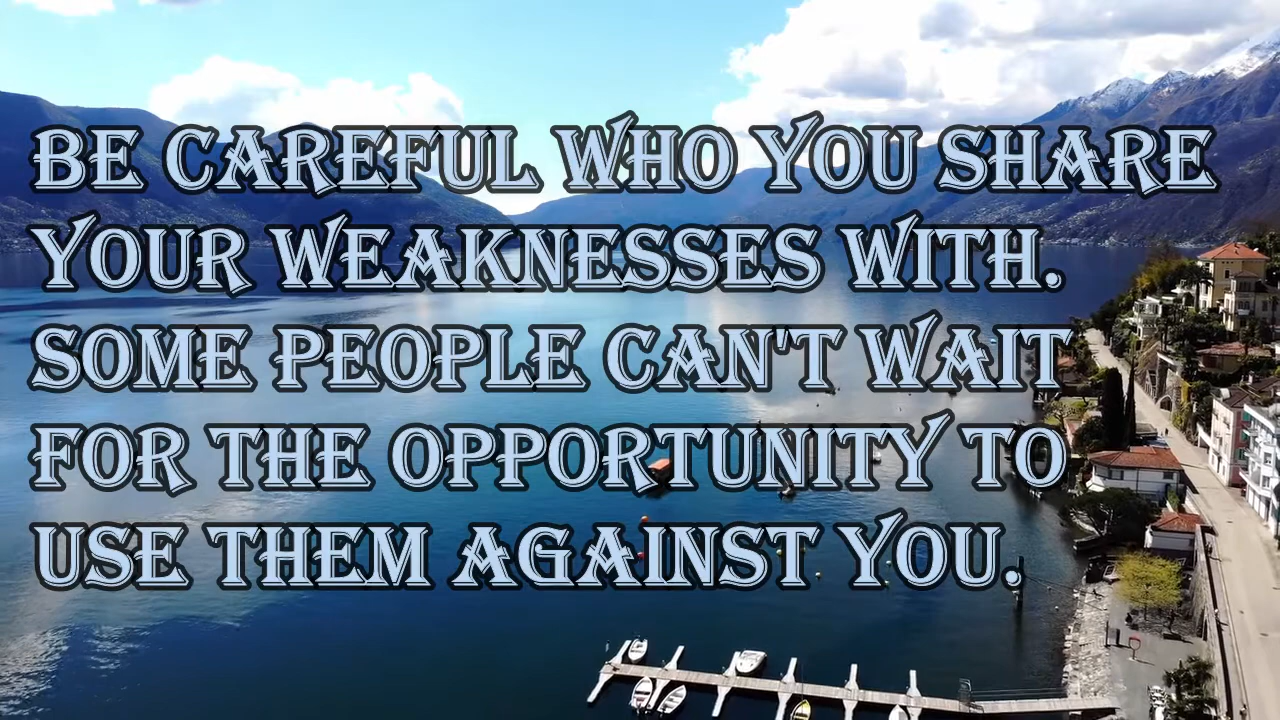 BE CAREFUL WHO YOU SHARE
YOUR WEAKNESSES WITH.
SOME PEOPLE CAN'T WAIT
FOR THE OPPORTUNITY TO
USE THEM AGAINST YOU.